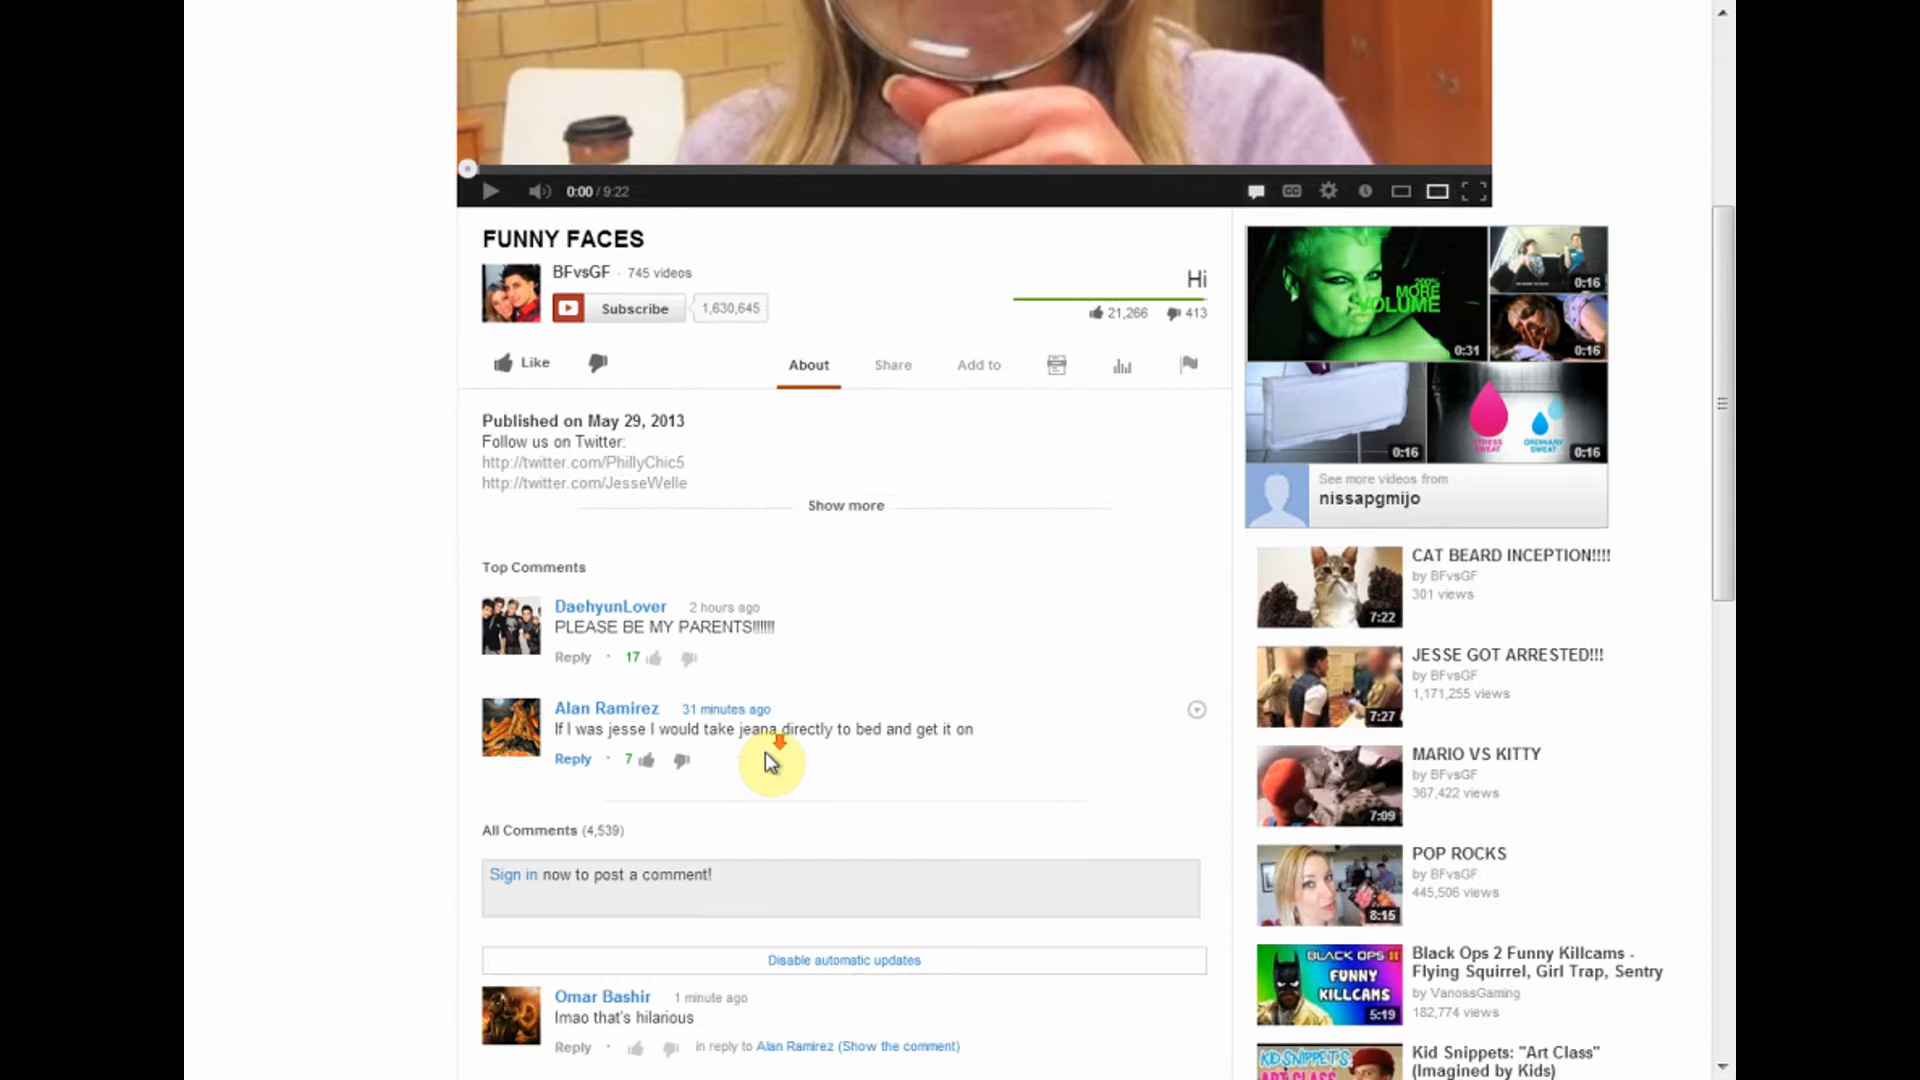 0:00 / 9:22
CC
FUNNY FACES
BFvsGF · 745 videos
Subscribe 1,630,645
Hi
21,266 413
Like
About Share Add to
Published on May 29, 2013
Follow us on Twitter:
http://twitter.com/PhillyChic5
http://twitter.com/JesseWelle
Show more
Top Comments
DaehyunLover 2 hours ago
PLEASE BE MY PARENTS!!!!!!
Reply · 17
Alan Ramirez 31 minutes ago
If I was jesse I would take jeana directly to bed and get it on
Reply · 7
All Comments (4,539)
Sign in now to post a comment!
Disable automatic updates
Omar Bashir 1 minute ago
lmao that's hilarious
Reply · in reply to Alan Ramirez (Show the comment)
200%
MORE
VOLUME
0:31
0:16
0:16
0:16
STRESS
SWEAT
ORDINARY
SWEAT
0:16
See more videos from
nissapgmijo
CAT BEARD INCEPTION!!!!
by BFvsGF
301 views
7:22
JESSE GOT ARRESTED!!!
by BFvsGF
1,171,255 views
7:27
MARIO VS KITTY
by BFvsGF
367,422 views
7:09
POP ROCKS
by BFvsGF
445,506 views
8:15
BLACK OPS II
FUNNY
KILLCAMS
5:19
Black Ops 2 Funny Killcams -
Flying Squirrel, Girl Trap, Sentry
by VanossGaming
182,774 views
KID SNIPPETS:
ART CLASS
Kid Snippets: "Art Class"
(Imagined by Kids)